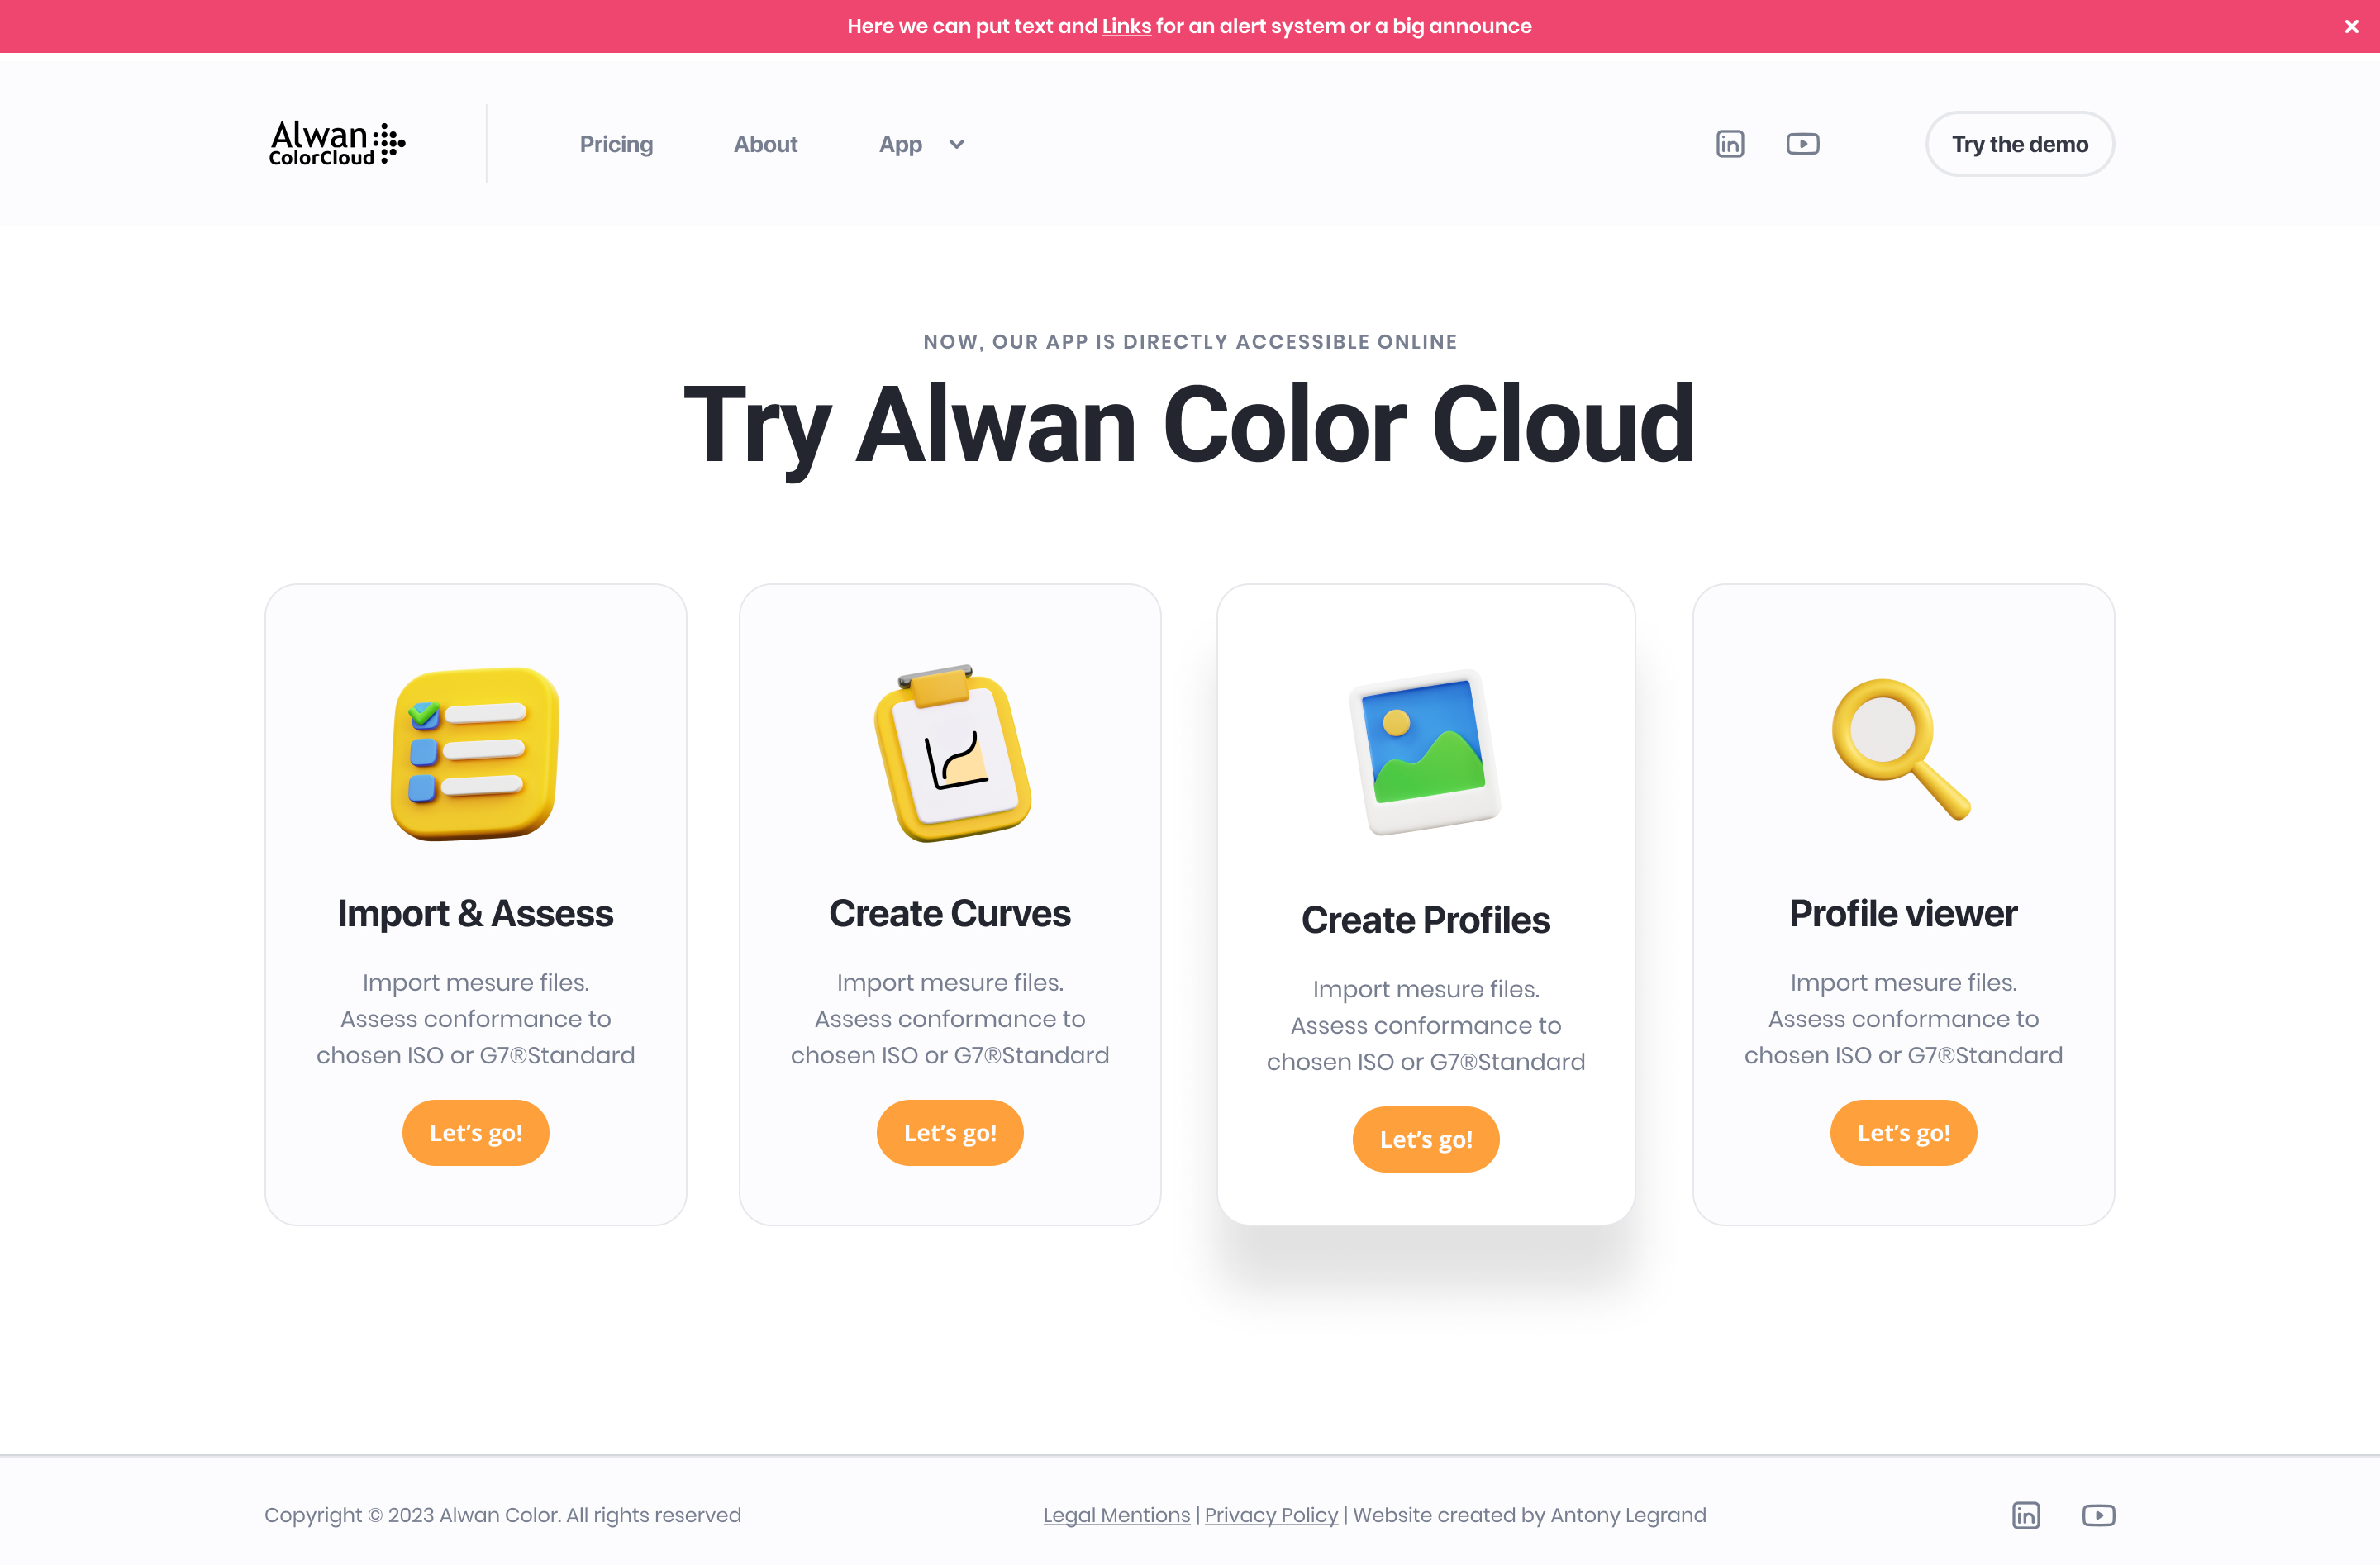 Here we can put text and Links for an alert system or a big announce
Alwan
ColorCloud
Pricing
About
App
in
Try the demo
NOW, OUR APP IS DIRECTLY ACCESSIBLE ONLINE
Try Alwan Color Cloud
Import & Assess
Import mesure files.
Assess conformance to
chosen ISO or G7®Standard
Let's go!
Create Curves
Import mesure files.
Assess conformance to
chosen ISO or G7®Standard
Let's go!
Create Profiles
Import mesure files.
Assess conformance to
chosen ISO or G7®Standard
Let's go!
Profile viewer
Import mesure files.
Assess conformance to
chosen ISO or G7®Standard
Let's go!
Copyright © 2023 Alwan Color. All rights reserved
Legal Mentions | Privacy Policy | Website created by Antony Legrand
in